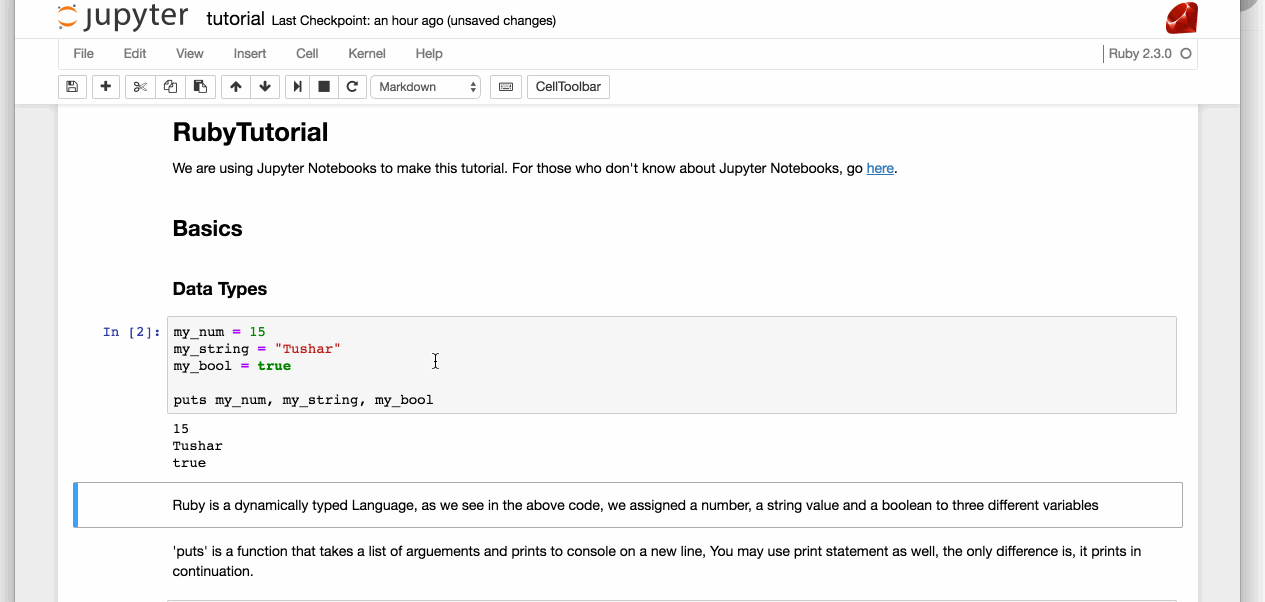 jupyter tutorial Last Checkpoint: an hour ago (unsaved changes)
File Edit View Insert Cell Kernel Help Ruby 2.3.0
Markdown CellToolbar
RubyTutorial
We are using Jupyter Notebooks to make this tutorial. For those who don't know about Jupyter Notebooks, go here.
Basics
Data Types
In [2]: my_num = 15
my_string = "Tushar"
my_bool = true
puts my_num, my_string, my_bool
15
Tushar
true
Ruby is a dynamically typed Language, as we see in the above code, we assigned a number, a string value and a boolean to three different variables
'puts' is a function that takes a list of arguements and prints to console on a new line, You may use print statement as well, the only difference is, it prints in
continuation.